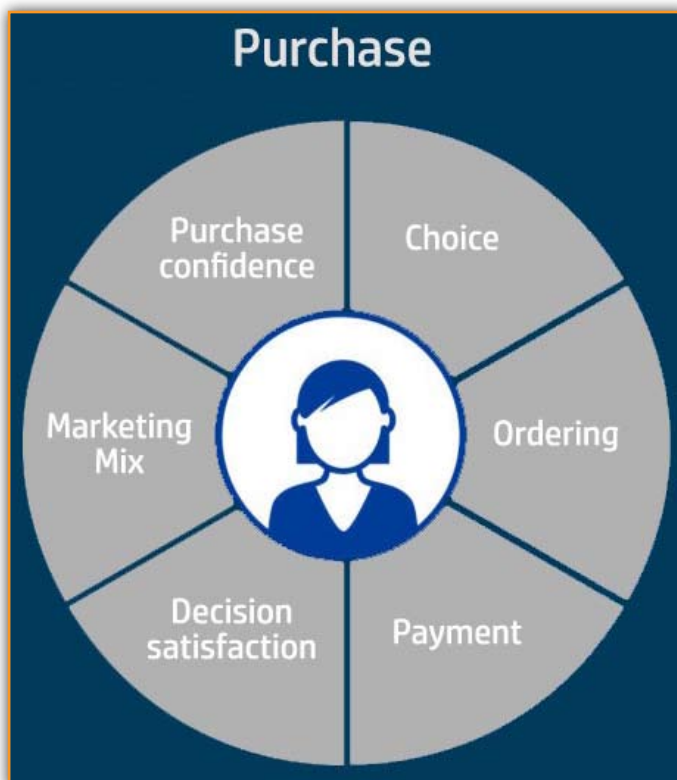 Purchase
Purchase
confidence
Choice
Marketing
Mix
Ordering
Decision
satisfaction
Payment